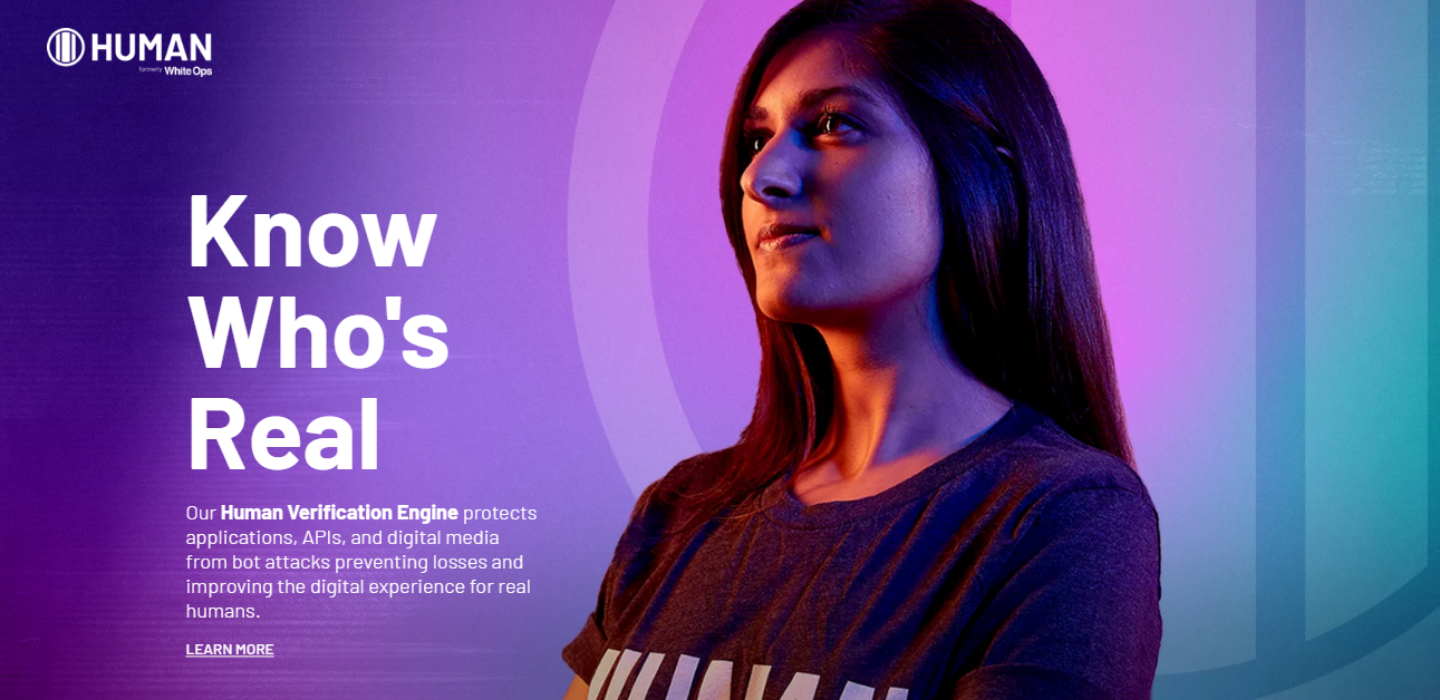 HUMAN
formerly White Ops
Know
Who's
Real
Our Human Verification Engine protects
applications, APIs, and digital media
from bot attacks preventing losses and
improving the digital experience for real
humans.
LEARN MORE
HUMAN